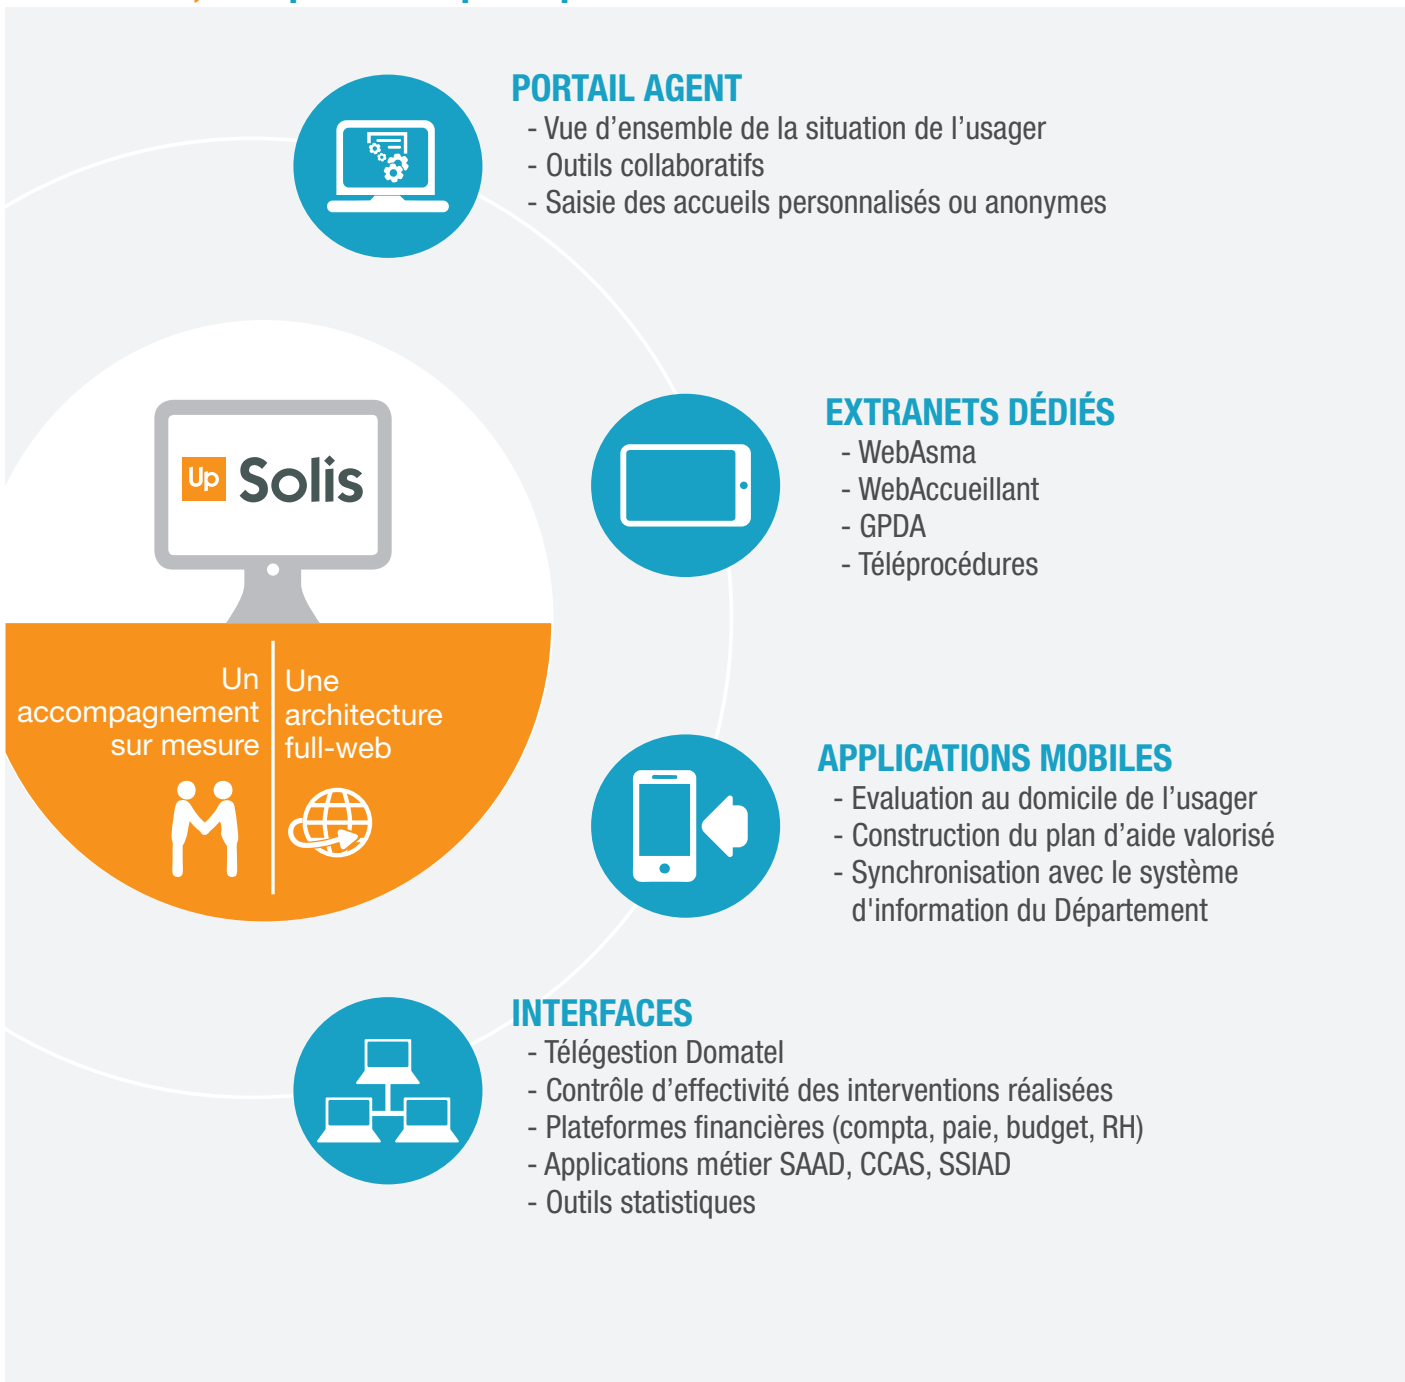 PORTAIL AGENT
- Vue d’ensemble de la situation de l’usager
- Outils collaboratifs
- Saisie des accueils personnalisés ou anonymes
Up Solis
Un
accompagnement
sur mesure
Une
architecture
full-web
EXTRANETS DÉDIÉS
- WebAsma
- WebAccueillant
- GPDA
- Téléprocédures
APPLICATIONS MOBILES
- Evaluation au domicile de l’usager
- Construction du plan d’aide valorisé
- Synchronisation avec le système
d'information du Département
INTERFACES
- Télégestion Domatel
- Contrôle d’effectivité des interventions réalisées
- Plateformes financières (compta, paie, budget, RH)
- Applications métier SAAD, CCAS, SSIAD
- Outils statistiques